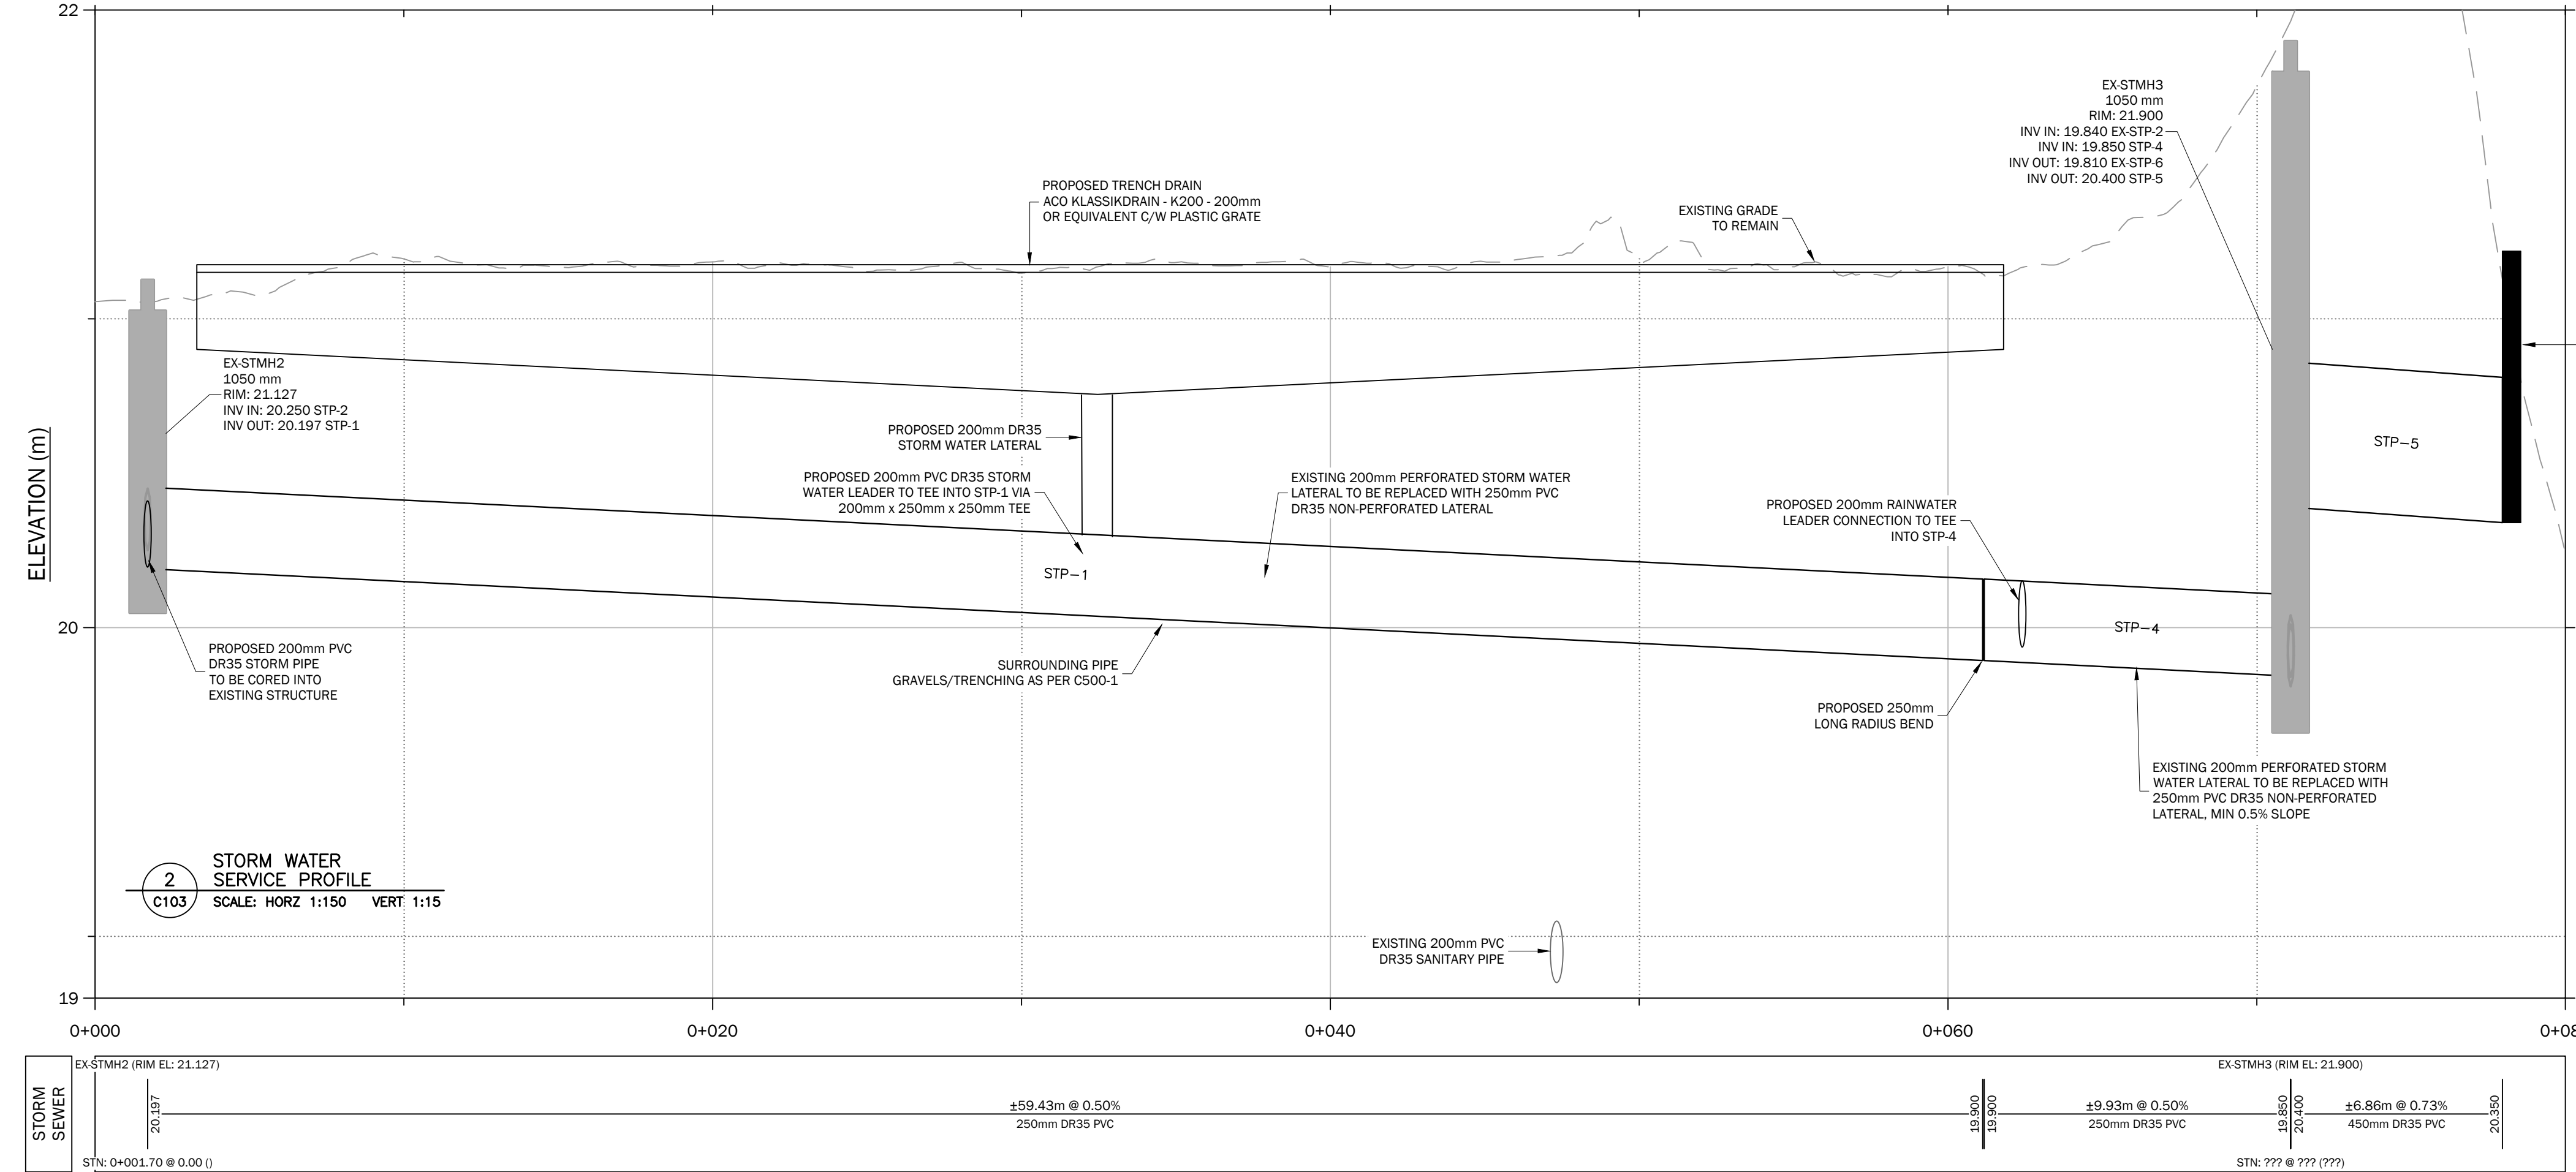 22
EX-STMH3
1050 mm
RIM: 21.900
INV IN: 19.840 EX-STP-2
INV IN: 19.850 STP-4
INV OUT: 19.810 EX-STP-6
INV OUT: 20.400 STP-5
PROPOSED TRENCH DRAIN
ACO KLASSIKDRAIN - K200 - 200mm
OR EQUIVALENT C/W PLASTIC GRATE
EXISTING GRADE
TO REMAIN
EX-STMH2
1050 mm
RIM: 21.127
INV IN: 20.250 STP-2
INV OUT: 20.197 STP-1
PROPOSED 200mm DR35
STORM WATER LATERAL
STP-5
ELEVATION (m)
PROPOSED 200mm PVC DR35 STORM
WATER LEADER TO TEE INTO STP-1 VIA
200mm x 250mm x 250mm TEE
EXISTING 200mm PERFORATED STORM WATER
LATERAL TO BE REPLACED WITH 250mm PVC
DR35 NON-PERFORATED LATERAL
PROPOSED 200mm RAINWATER
LEADER CONNECTION TO TEE
INTO STP-4
STP-1
20
STP-4
PROPOSED 200mm PVC
DR35 STORM PIPE
TO BE CORED INTO
EXISTING STRUCTURE
SURROUNDING PIPE
GRAVELS/TRENCHING AS PER C500-1
PROPOSED 250mm
LONG RADIUS BEND
EXISTING 200mm PERFORATED STORM
WATER LATERAL TO BE REPLACED WITH
250mm PVC DR35 NON-PERFORATED
LATERAL, MIN 0.5% SLOPE
2
C103
STORM WATER
SERVICE PROFILE
SCALE: HORZ 1:150 VERT 1:15
EXISTING 200mm PVC
DR35 SANITARY PIPE
19
0+000 0+020 0+040 0+060 0+08
STORM
SEWER
EX-STMH2 (RIM EL: 21.127)
EX-STMH3 (RIM EL: 21.900)
20.197
±59.43m @ 0.50%
250mm DR35 PVC
19.900
19.900
±9.93m @ 0.50%
250mm DR35 PVC
19.850
20.400
±6.86m @ 0.73%
450mm DR35 PVC
20.350
STN: 0+001.70 @ 0.00 ()
STN: ??? @ ??? (???)